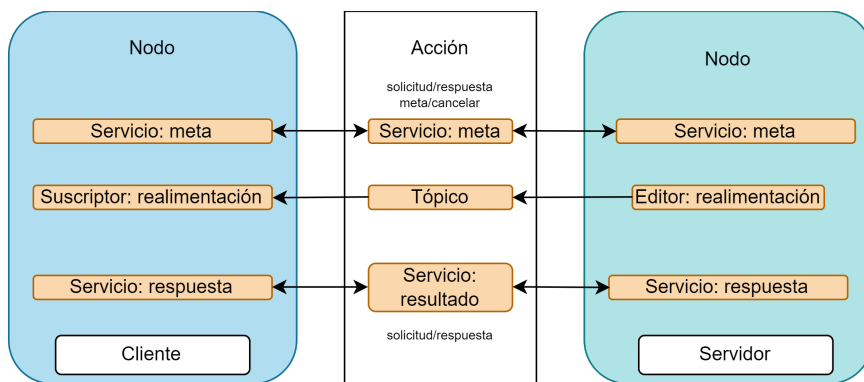 Nodo
Acción
Nodo
solicitud/respuesta
meta/cancelar
Servicio: meta
Servicio: meta
Servicio: meta
Suscriptor: realimentación
Tópico
Editor: realimentación
Servicio: respuesta
Servicio:
resultado
Servicio: respuesta
solicitud/respuesta
Cliente
Servidor